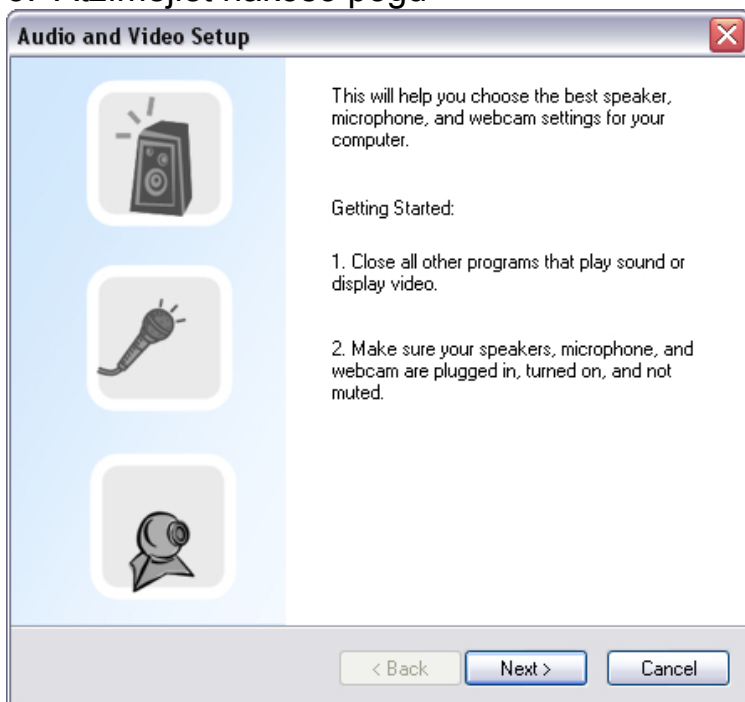 Audio and Video Setup
This will help you choose the best speaker,
microphone, and webcam settings for your
computer.
Getting Started:
1. Close all other programs that play sound or
display video.
2. Make sure your speakers, microphone, and
webcam are plugged in, turned on, and not
muted.
< Back
Next >
Cancel